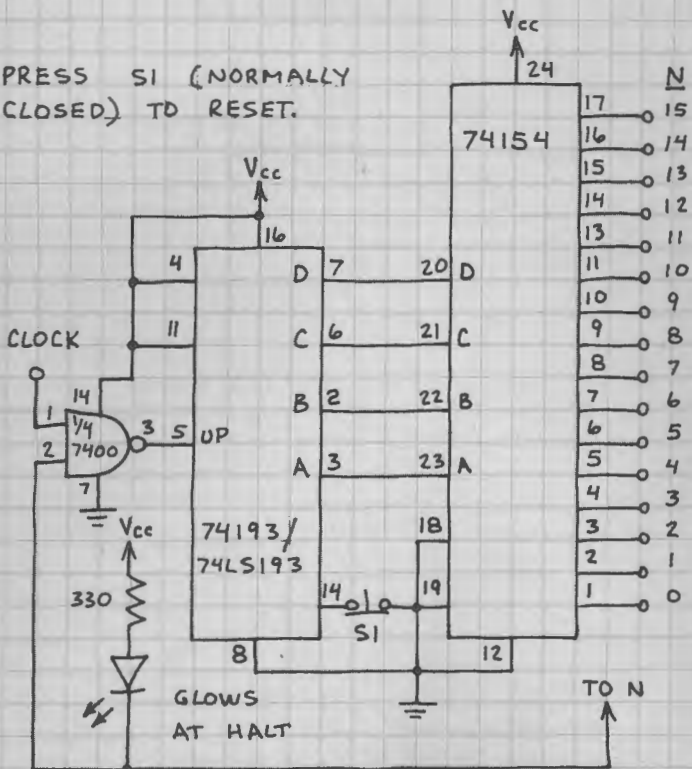 PRESS S1 (NORMALLY
CLOSED) TO RESET.
Vcc
24
N
74154
17 15
16 14
15 13
14 12
13 11
11 10
10 9
9 8
8 7
7 6
6 5
5 4
4 3
3 2
2 1
1 0
Vcc
16
4
11
D 7 20 D
C 6 21 C
B 2 22 B
A 3 23 A
CLOCK
14
1
2
1/4
7400
3 5 UP
7
Vcc
330
74193/
74LS193
14
S1
18
19
8
12
GLOWS
AT HALT
TO N